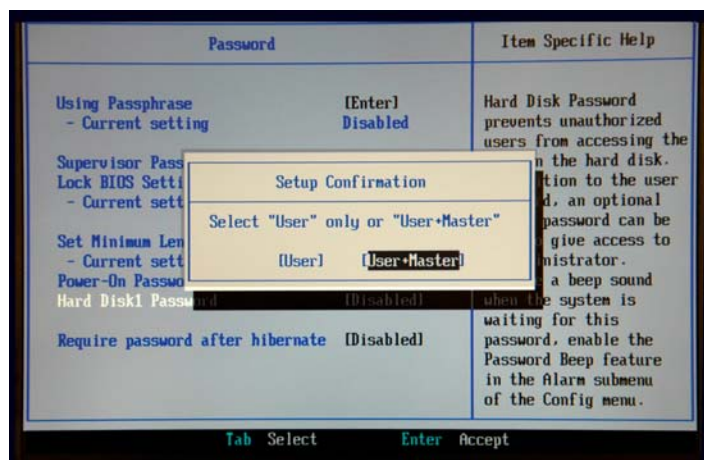 Password
Item Specific Help
Using Passphrase [Enter]
- Current setting Disabled
Supervisor Pass
Lock BIOS Setti
- Current sett
Set Minimum Len
- Current sett
Power-On Passwo
Hard Disk1 Password [Disabled]
Require password after hibernate [Disabled]
Setup Confirmation
Select "User" only or "User+Master"
[User] [User+Master]
Hard Disk Password
prevents unauthorized
users from accessing the
n the hard disk.
tion to the user
d, an optional
password can be
give access to
nistrator.
a beep sound
when the system is
waiting for this
password, enable the
Password Beep feature
in the Alarm submenu
of the Config menu.
Tab Select Enter Accept